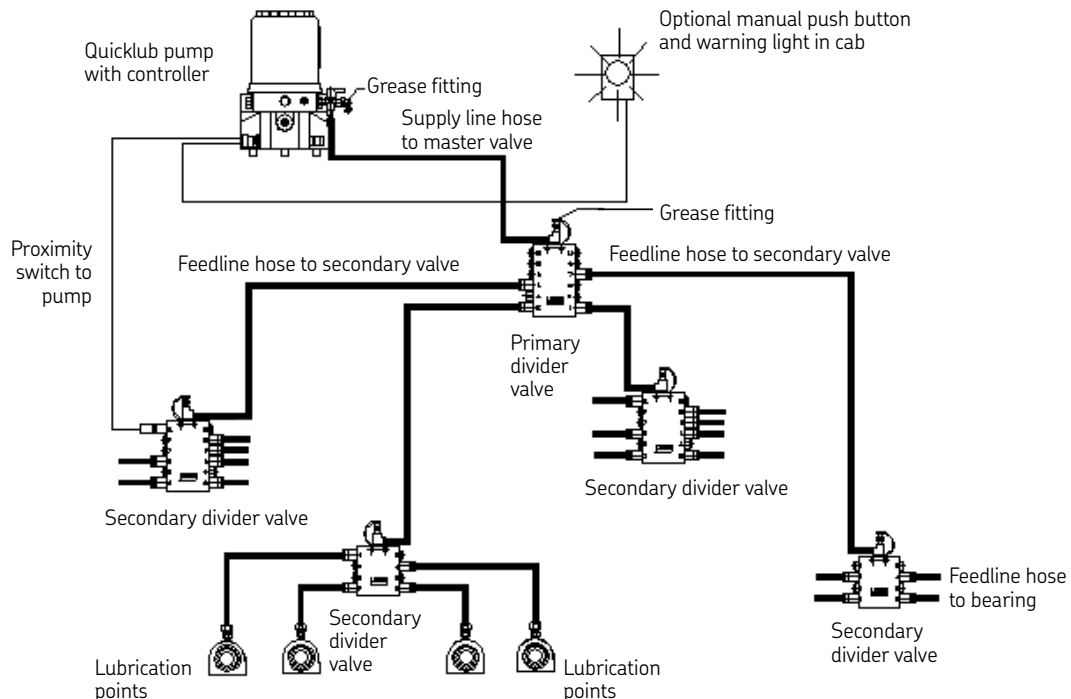 Optional manual push button
and warning light in cab
Quicklub pump
with controller
Grease fitting
Supply line hose
to master valve
Grease fitting
Proximity
switch to
pump
Feedline hose to secondary valve
Feedline hose to secondary valve
Primary
divider
valve
Secondary divider valve
Secondary divider valve
Feedline hose
to bearing
Secondary
divider
valve
Secondary
divider valve
Lubrication
points
Lubrication
points